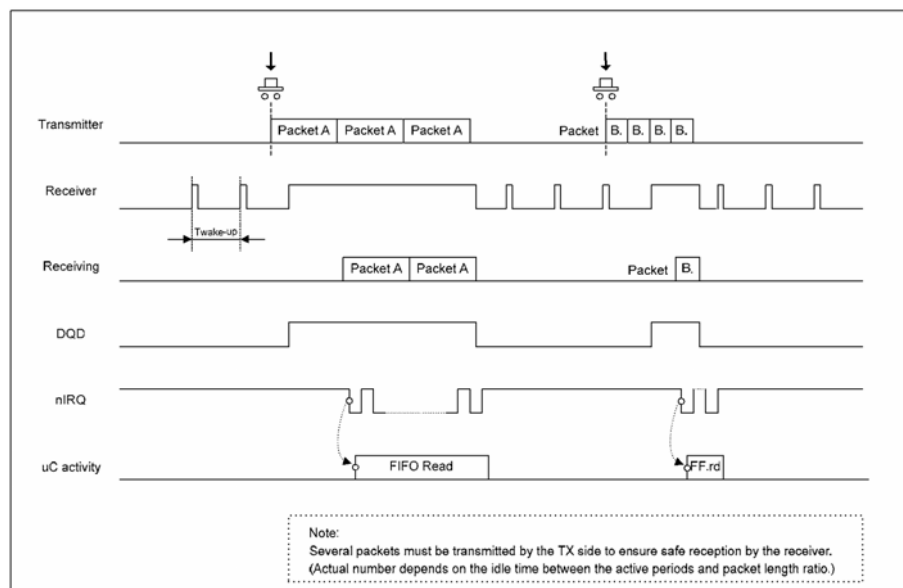 Transmitter
Packet A Packet A Packet A
Packet B. B. B. B.
Receiver
Twake-up
Receiving
Packet A Packet A
Packet B.
DQD
nIRQ
uC activity
FIFO Read
FF.rd
Note:
Several packets must be transmitted by the TX side to ensure safe reception by the receiver.
(Actual number depends on the idle time between the active periods and packet length ratio.)